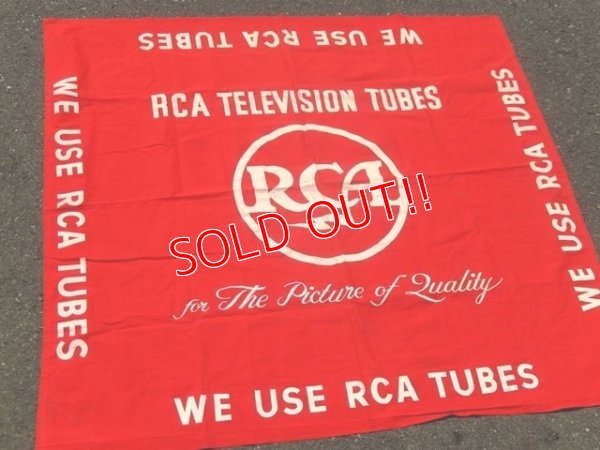 WE USE RCA TUBES
RCA TELEVISION TUBES
WE USE RCA TUBES
WE USE RCA TUBES
RCA
SOLD OUT!!
for The Picture of Quality
WE USE RCA TUBES